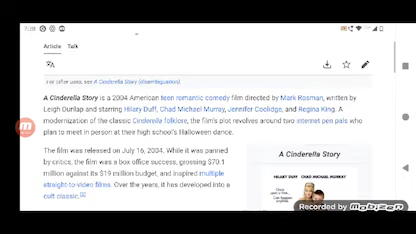 7:20
Article Talk
For other uses, see A Cinderella Story (disambiguation).
A Cinderella Story is a 2004 American teen romantic comedy film directed by Mark Rosman, written by
Leigh Dunlap and starring Hilary Duff, Chad Michael Murray, Jennifer Coolidge, and Regina King. A
modernization of the classic Cinderella folklore, the film's plot revolves around two internet pen pals who
plan to meet in person at their high school's Halloween dance.
The film was released on July 16, 2004. While it was panned
by critics, the film was a box office success, grossing $70.1
million against its $19 million budget, and inspired multiple
straight-to-video films. Over the years, it has developed into a
cult classic.
A Cinderella Story
HILARY DUFF CHAD MICHAEL MURRAY
Recorded by Mobizen